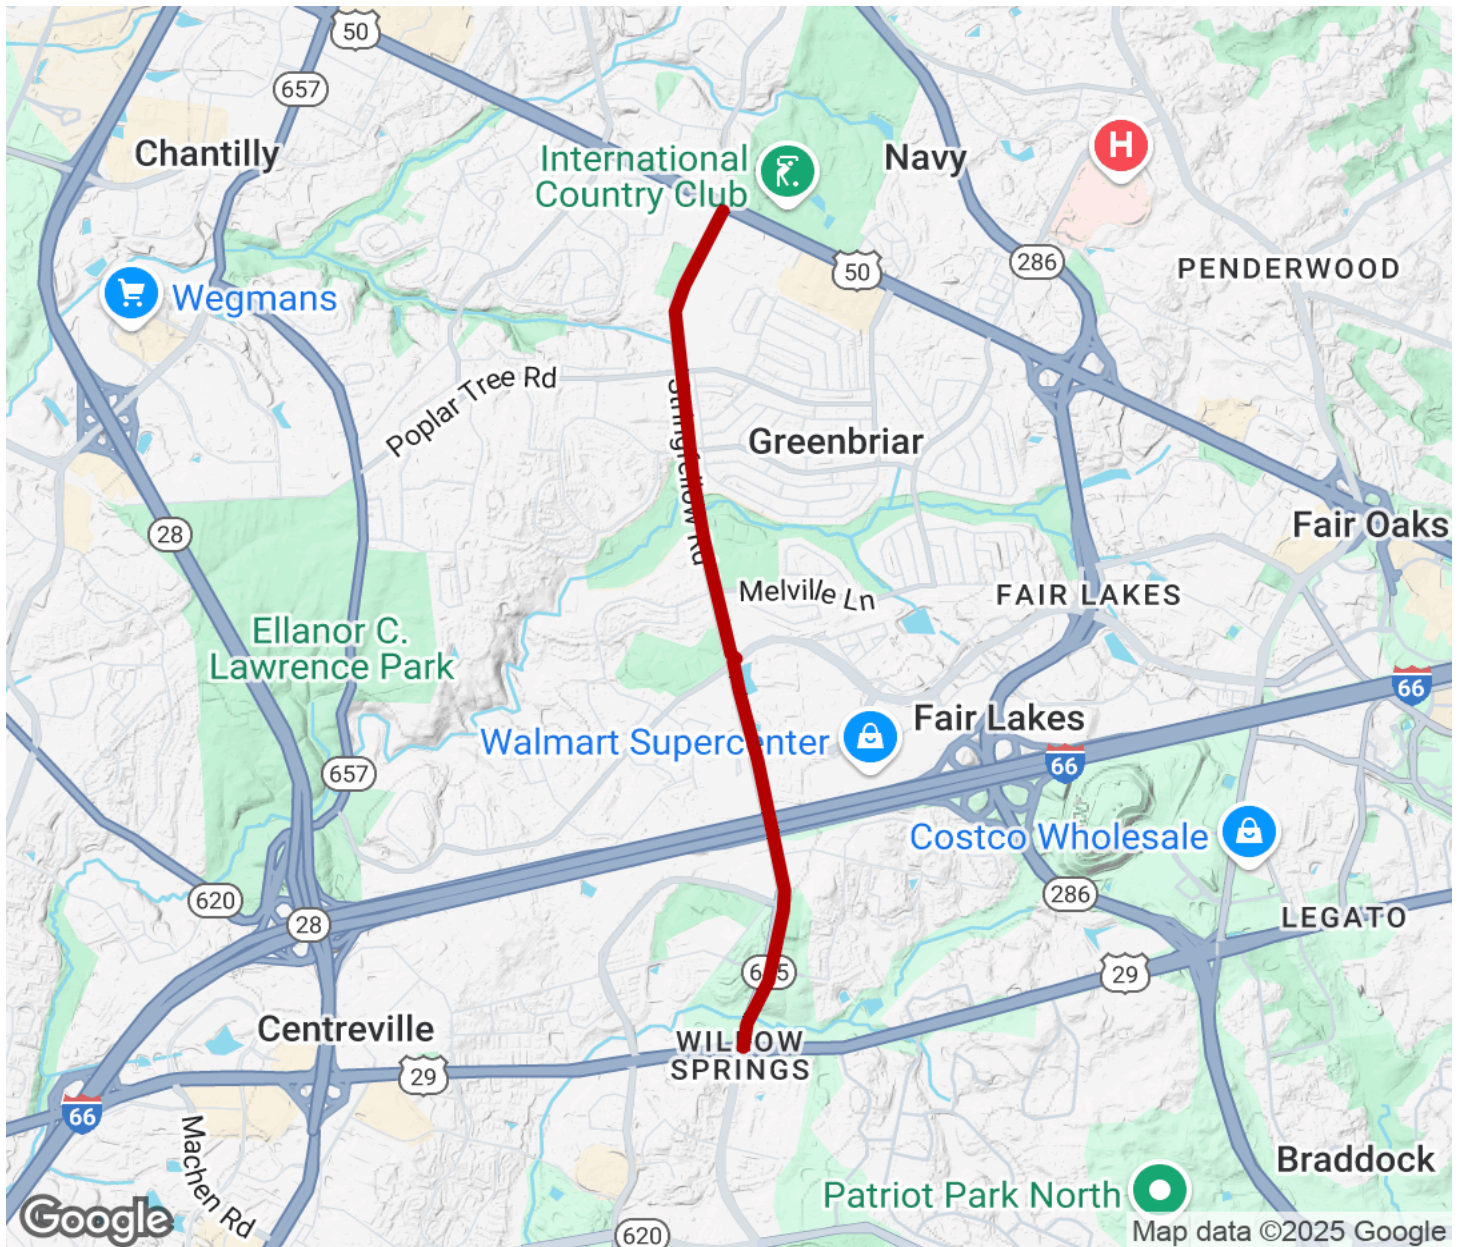 50
657
Chantilly
International
Country Club
Navy
H
286
PENDERWOOD
50
Wegmans
Poplar Tree Rd
Stringfellow Rd
Greenbriar
28
Fair Oaks
Melville Ln
FAIR LAKES
Ellanor C.
Lawrence Park
66
Fair Lakes
Walmart Supercenter
66
657
Costco Wholesale
620
286
28
LEGATO
29
Centreville
WILLOW
SPRINGS
29
66
Machen Rd
Braddock
Patriot Park North
Google
620
Map data ©2025 Google